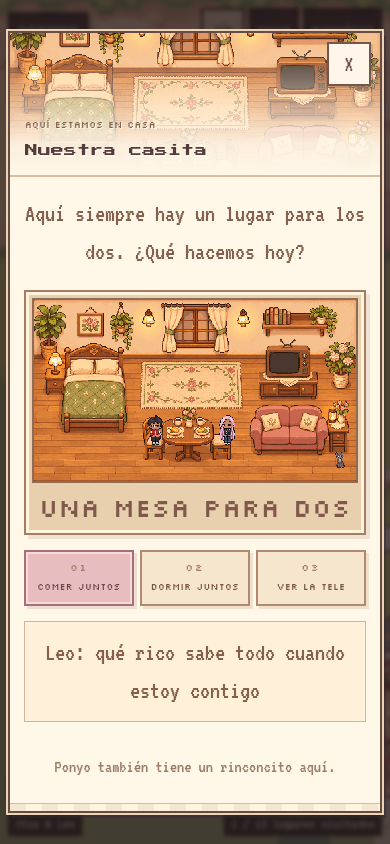 X
AQUÍ ESTAMOS EN CASA
Nuestra casita
Aquí siempre hay un lugar para los
dos. ¿Qué hacemos hoy?
UNA MESA PARA DOS
01
COMER JUNTOS
02
DORMIR JUNTOS
03
VER LA TELE
Leo: qué rico sabe todo cuando
estoy contigo
Ponyo también tiene un rinconcito aquí.